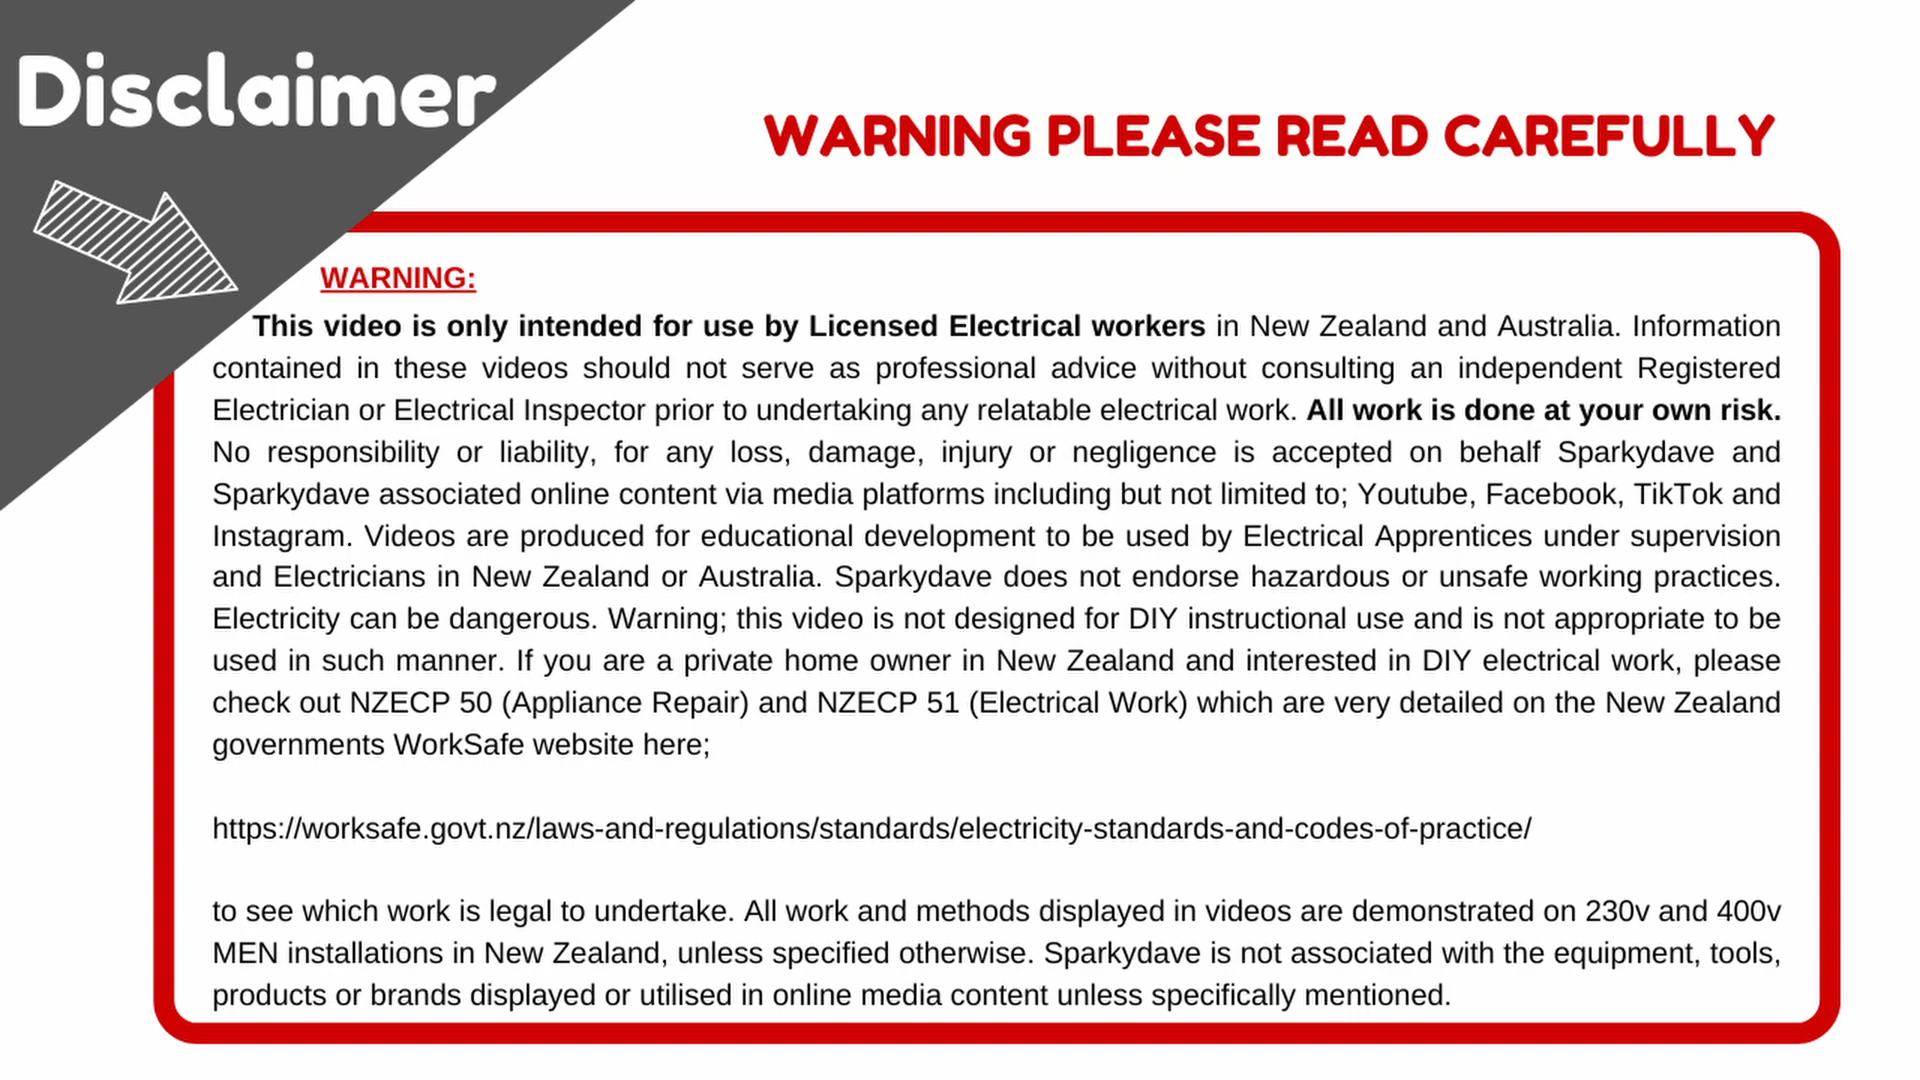 Disclaimer
WARNING PLEASE READ CAREFULLY
WARNING:
This video is only intended for use by Licensed Electrical workers in New Zealand and Australia. Information
contained in these videos should not serve as professional advice without consulting an independent Registered
Electrician or Electrical Inspector prior to undertaking any relatable electrical work. All work is done at your own risk.
No responsibility or liability, for any loss, damage, injury or negligence is accepted on behalf Sparkydave and
Sparkydave associated online content via media platforms including but not limited to; Youtube, Facebook, TikTok and
Instagram. Videos are produced for educational development to be used by Electrical Apprentices under supervision
and Electricians in New Zealand or Australia. Sparkydave does not endorse hazardous or unsafe working practices.
Electricity can be dangerous. Warning; this video is not designed for DIY instructional use and is not appropriate to be
used in such manner. If you are a private home owner in New Zealand and interested in DIY electrical work, please
check out NZECP 50 (Appliance Repair) and NZECP 51 (Electrical Work) which are very detailed on the New Zealand
governments WorkSafe website here;
https://worksafe.govt.nz/laws-and-regulations/standards/electricity-standards-and-codes-of-practice/
to see which work is legal to undertake. All work and methods displayed in videos are demonstrated on 230v and 400v
MEN installations in New Zealand, unless specified otherwise. Sparkydave is not associated with the equipment, tools,
products or brands displayed or utilised in online media content unless specifically mentioned.